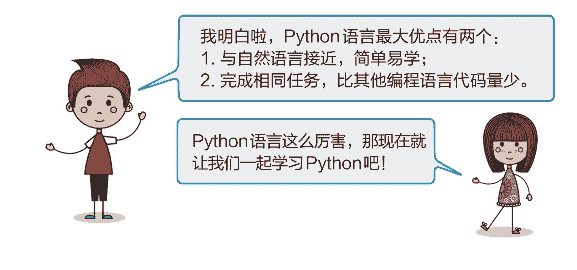 我明白啦，Python语言最大优点有两个：
1. 与自然语言接近，简单易学；
2. 完成相同任务，比其他编程语言代码量少。
Python语言这么厉害，那现在就
让我们一起学习Python吧！